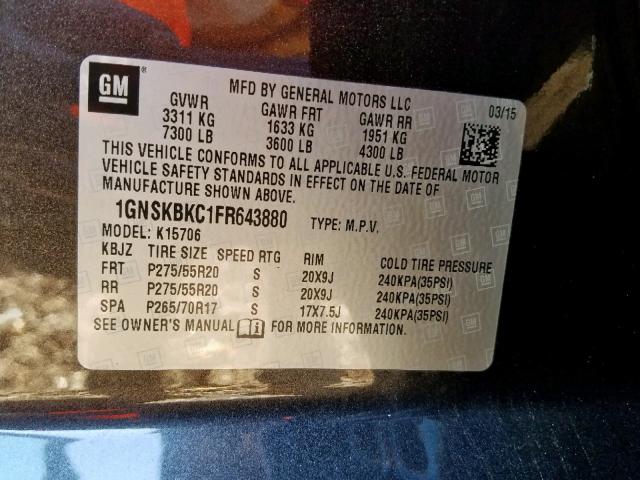 GM ®
MFD BY GENERAL MOTORS LLC 03/15
GVWR GAWR FRT GAWR RR
3311 KG 1633 KG 1951 KG
7300 LB 3600 LB 4300 LB
THIS VEHICLE CONFORMS TO ALL APPLICABLE U.S. FEDERAL MOTOR
VEHICLE SAFETY STANDARDS IN EFFECT ON THE DATE OF
MANUFACTURE SHOWN ABOVE.
1GNSKBKC1FR643880 TYPE: M.P.V.
MODEL: K15706
KBJZ TIRE SIZE SPEED RTG RIM COLD TIRE PRESSURE
FRT P275/55R20 S 20X9J 240KPA(35PSI)
RR P275/55R20 S 20X9J 240KPA(35PSI)
SPA P265/70R17 S 17X7.5J 240KPA(35PSI)
SEE OWNER'S MANUAL i FOR MORE INFORMATION.